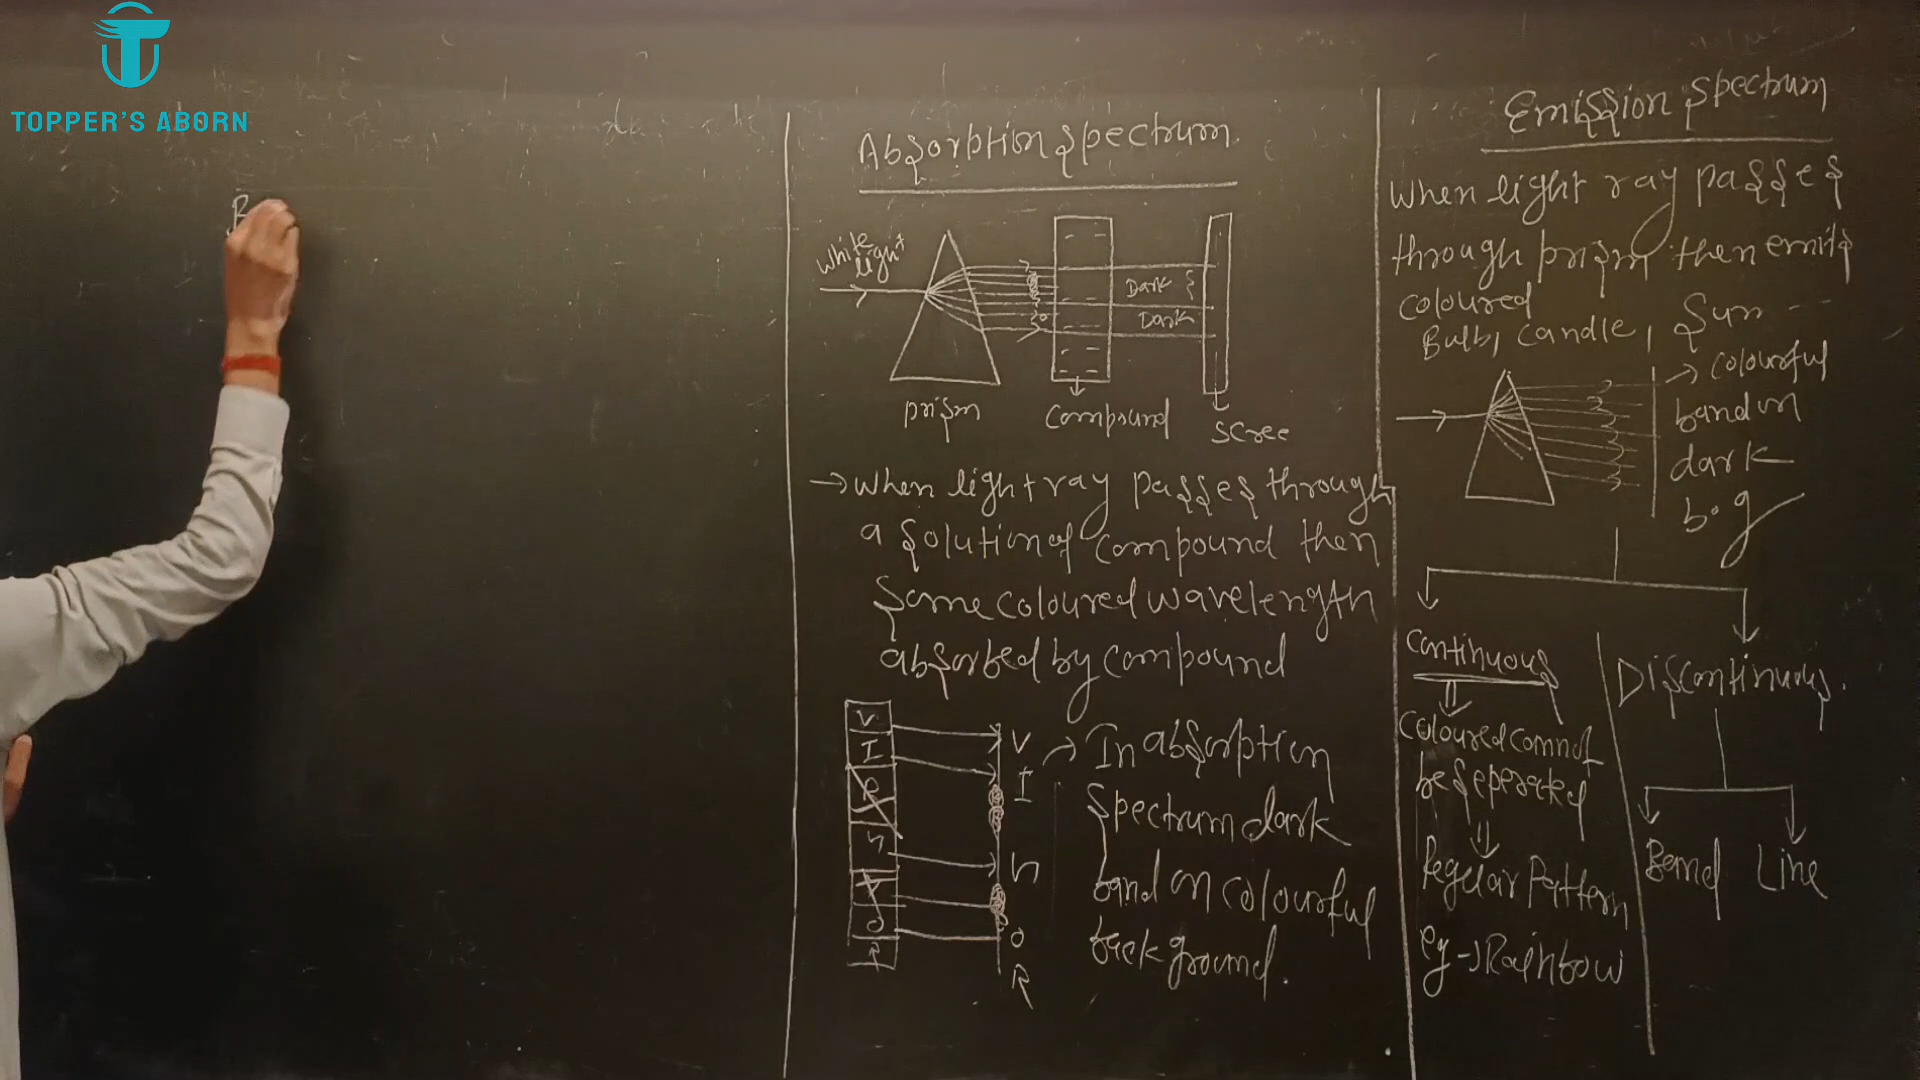 TOPPER'S ABORN
B
Absorption spectrum.
White
light
Dark
Dark
prism
compound
Scree
→ when light ray passes through
a solution of compound then
some coloured wavelength
absorbed by compound
V
I
V
I
G
O
R
O
R
→ In absorption
spectrum dark
band on colourful
back ground.
Emission spectrum
when light ray passes
through prism then emits
coloured
Bulb, candle, Sun --
→ colourful
band on
dark
b.g
continuous
coloured cannot
be seperated
Regular Pattern
eg → Rainbow
Discontinuous.
Band
Line